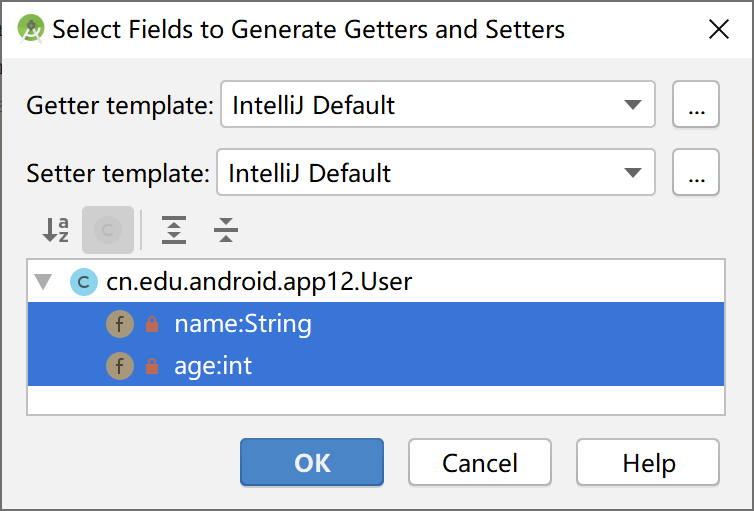 Select Fields to Generate Getters and Setters
Getter template: IntelliJ Default ...
Setter template: IntelliJ Default ...
a
z C
C cn.edu.android.app12.User
f name:String
f age:int
OK Cancel Help